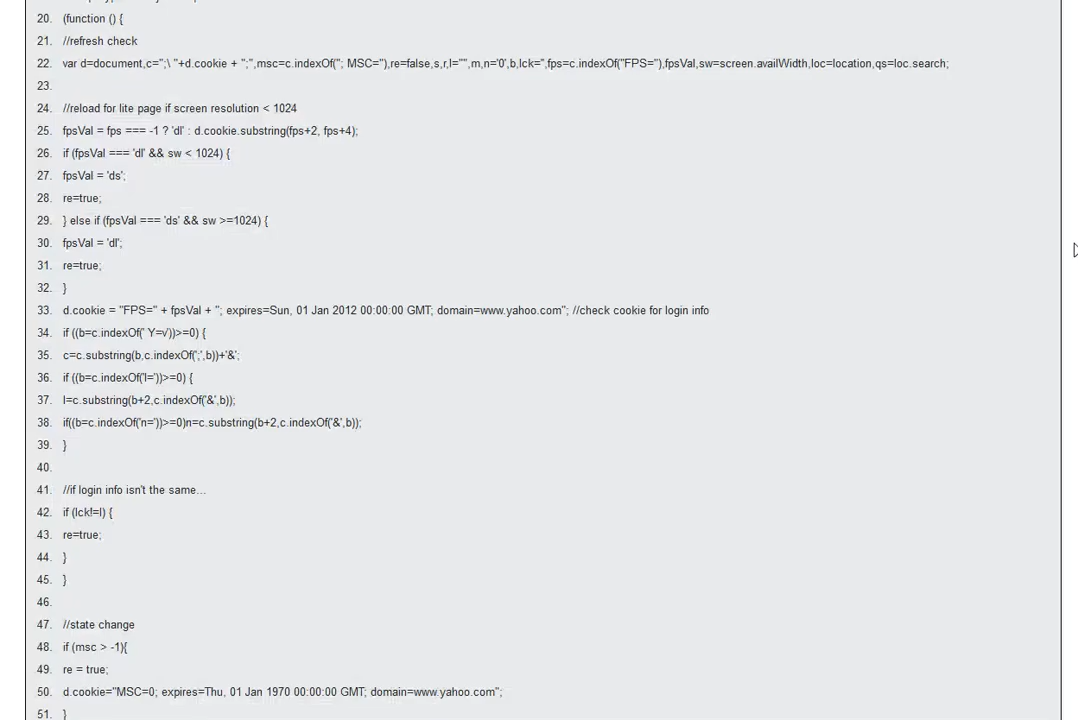 20. (function () {
21. //refresh check
22. var d=document,c=";\ "+d.cookie + ";",msc=c.indexOf("; MSC="),re=false,s,r,l="",m,n='0',b,lck='',fps=c.indexOf("FPS="),fpsVal,sw=screen.availWidth,loc=location,qs=loc.search;
23.
24. //reload for lite page if screen resolution < 1024
25. fpsVal = fps === -1 ? 'dl' : d.cookie.substring(fps+2, fps+4);
26. if (fpsVal === 'dl' && sw < 1024) {
27. fpsVal = 'ds';
28. re=true;
29. } else if (fpsVal === 'ds' && sw >=1024) {
30. fpsVal = 'dl';
31. re=true;
32. }
33. d.cookie = "FPS=" + fpsVal + "; expires=Sun, 01 Jan 2012 00:00:00 GMT; domain=www.yahoo.com"; //check cookie for login info
34. if ((b=c.indexOf(' Y=v'))>=0) {
35. c=c.substring(b,c.indexOf(';',b))+'&';
36. if ((b=c.indexOf('l='))>=0) {
37. l=c.substring(b+2,c.indexOf('&',b));
38. if((b=c.indexOf('n='))>=0)n=c.substring(b+2,c.indexOf('&',b));
39. }
40.
41. //if login info isn't the same...
42. if (lck!=l) {
43. re=true;
44. }
45. }
46.
47. //state change
48. if (msc > -1){
49. re = true;
50. d.cookie="MSC=0; expires=Thu, 01 Jan 1970 00:00:00 GMT; domain=www.yahoo.com";
51. }